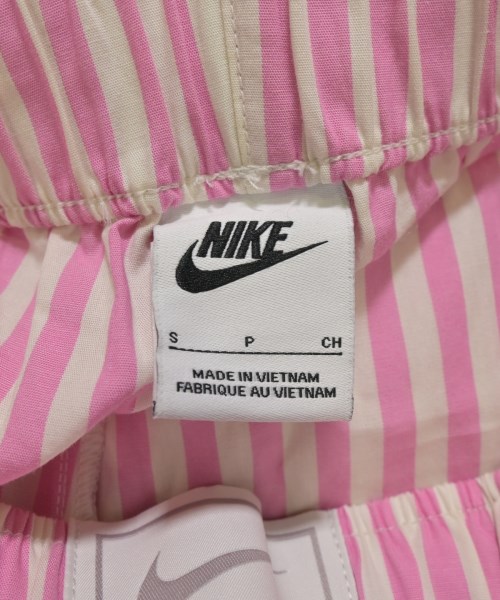 NIKE
S P CH
MADE IN VIETNAM
FABRIQUE AU VIETNAM